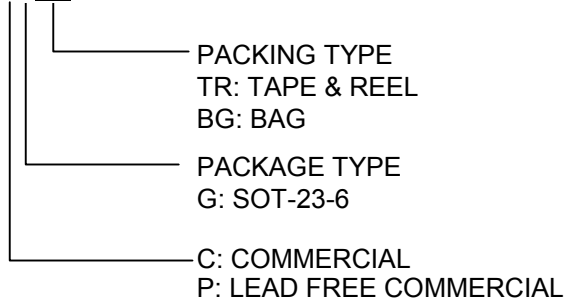 PACKING TYPE
TR: TAPE & REEL
BG: BAG
PACKAGE TYPE
G: SOT-23-6
C: COMMERCIAL
P: LEAD FREE COMMERCIAL